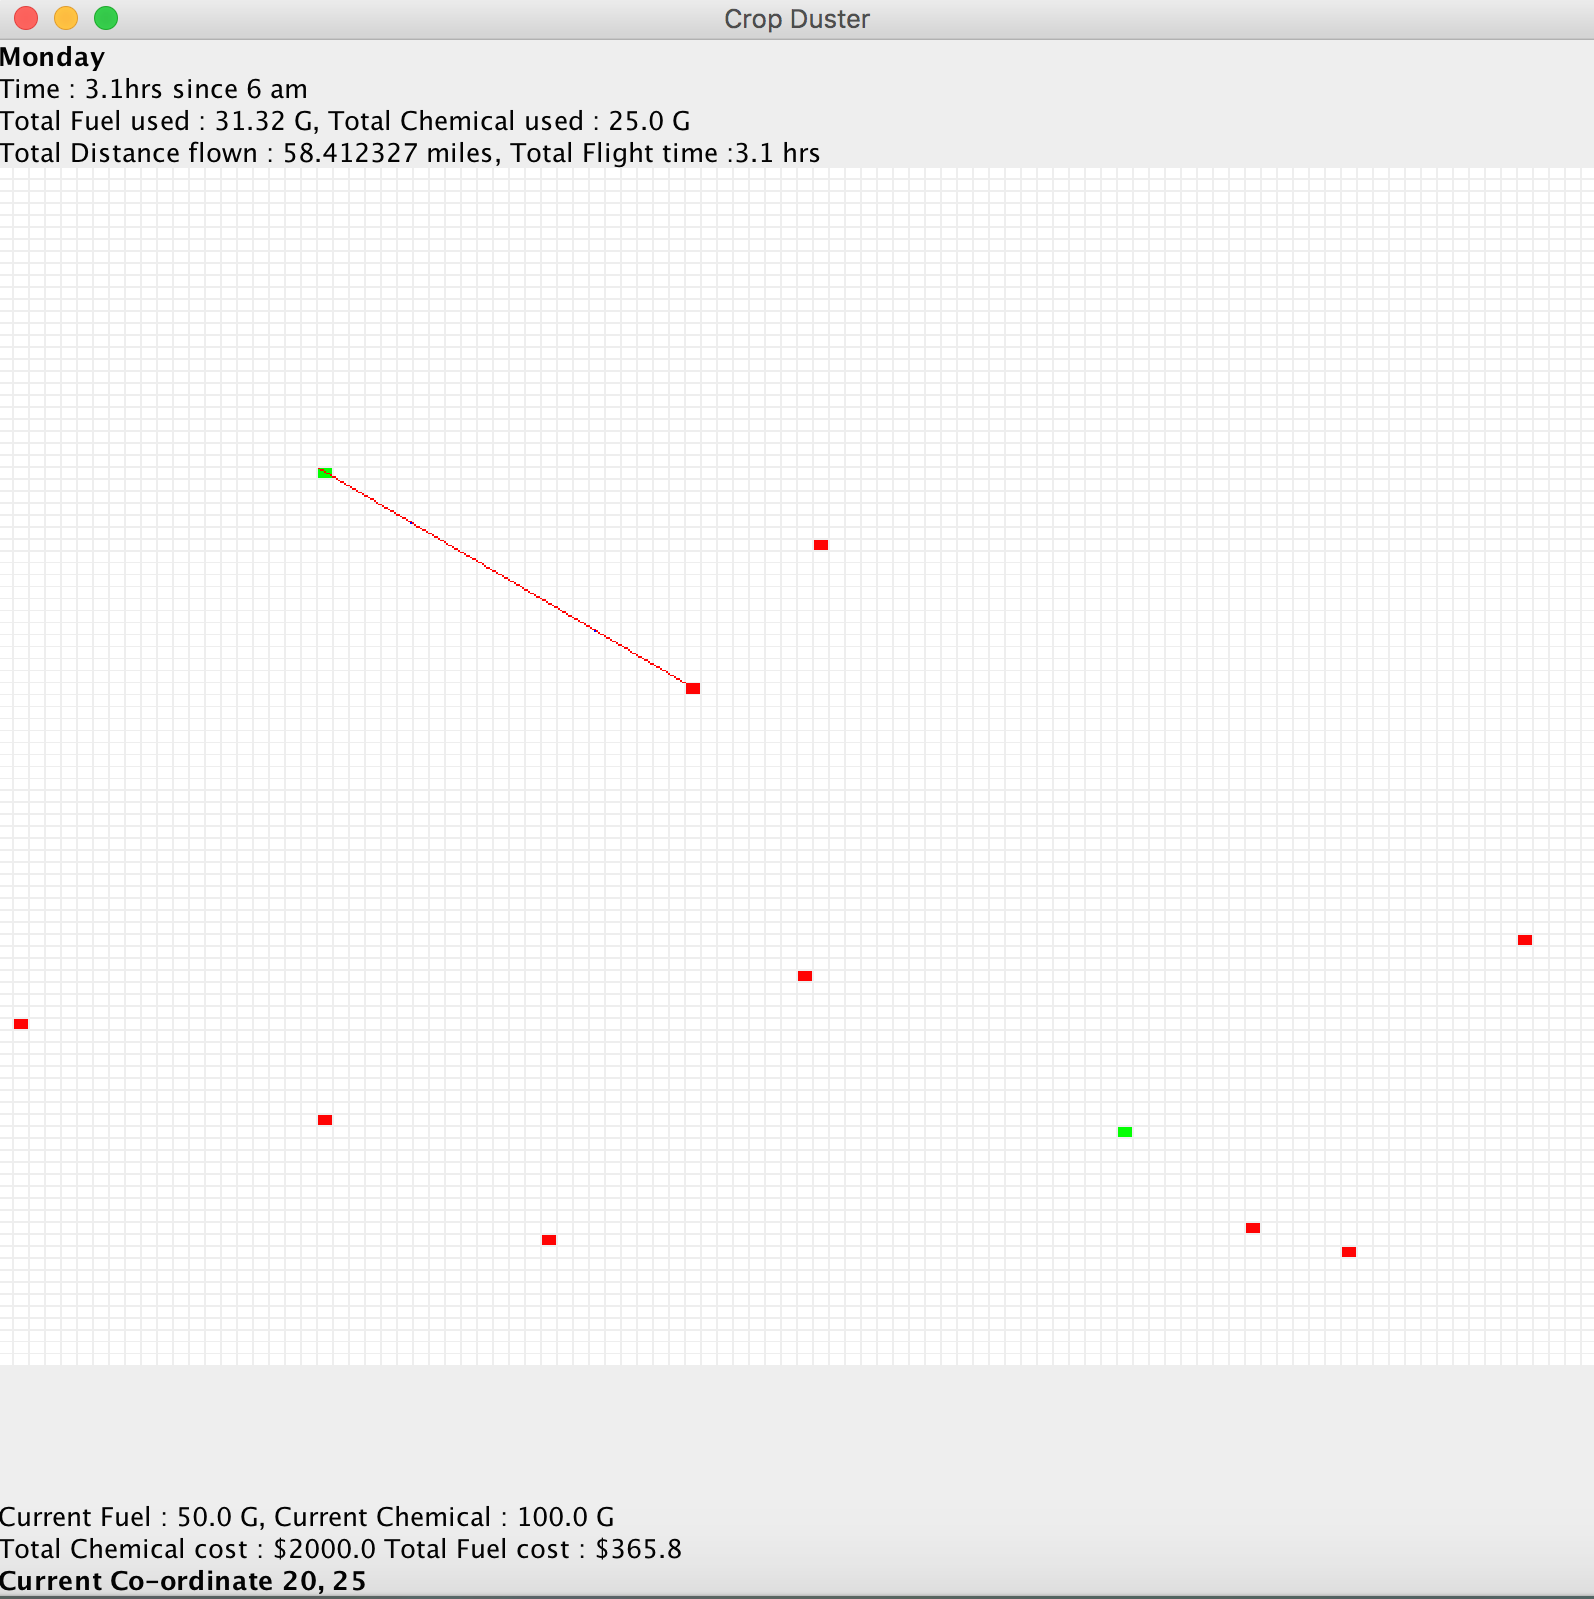 Crop Duster
Monday
Time : 3.1hrs since 6 am
Total Fuel used : 31.32 G, Total Chemical used : 25.0 G
Total Distance flown : 58.412327 miles, Total Flight time :3.1 hrs
Current Fuel : 50.0 G, Current Chemical : 100.0 G
Total Chemical cost : $2000.0 Total Fuel cost : $365.8
Current Co-ordinate 20, 25